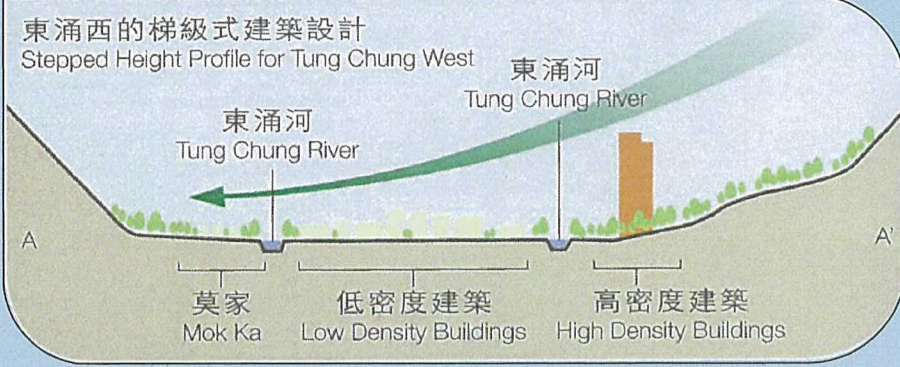 東涌西的梯級式建築設計
Stepped Height Profile for Tung Chung West
東涌河
Tung Chung River
東涌河
Tung Chung River
A
A'
莫家
Mok Ka
低密度建築
Low Density Buildings
高密度建築
High Density Buildings